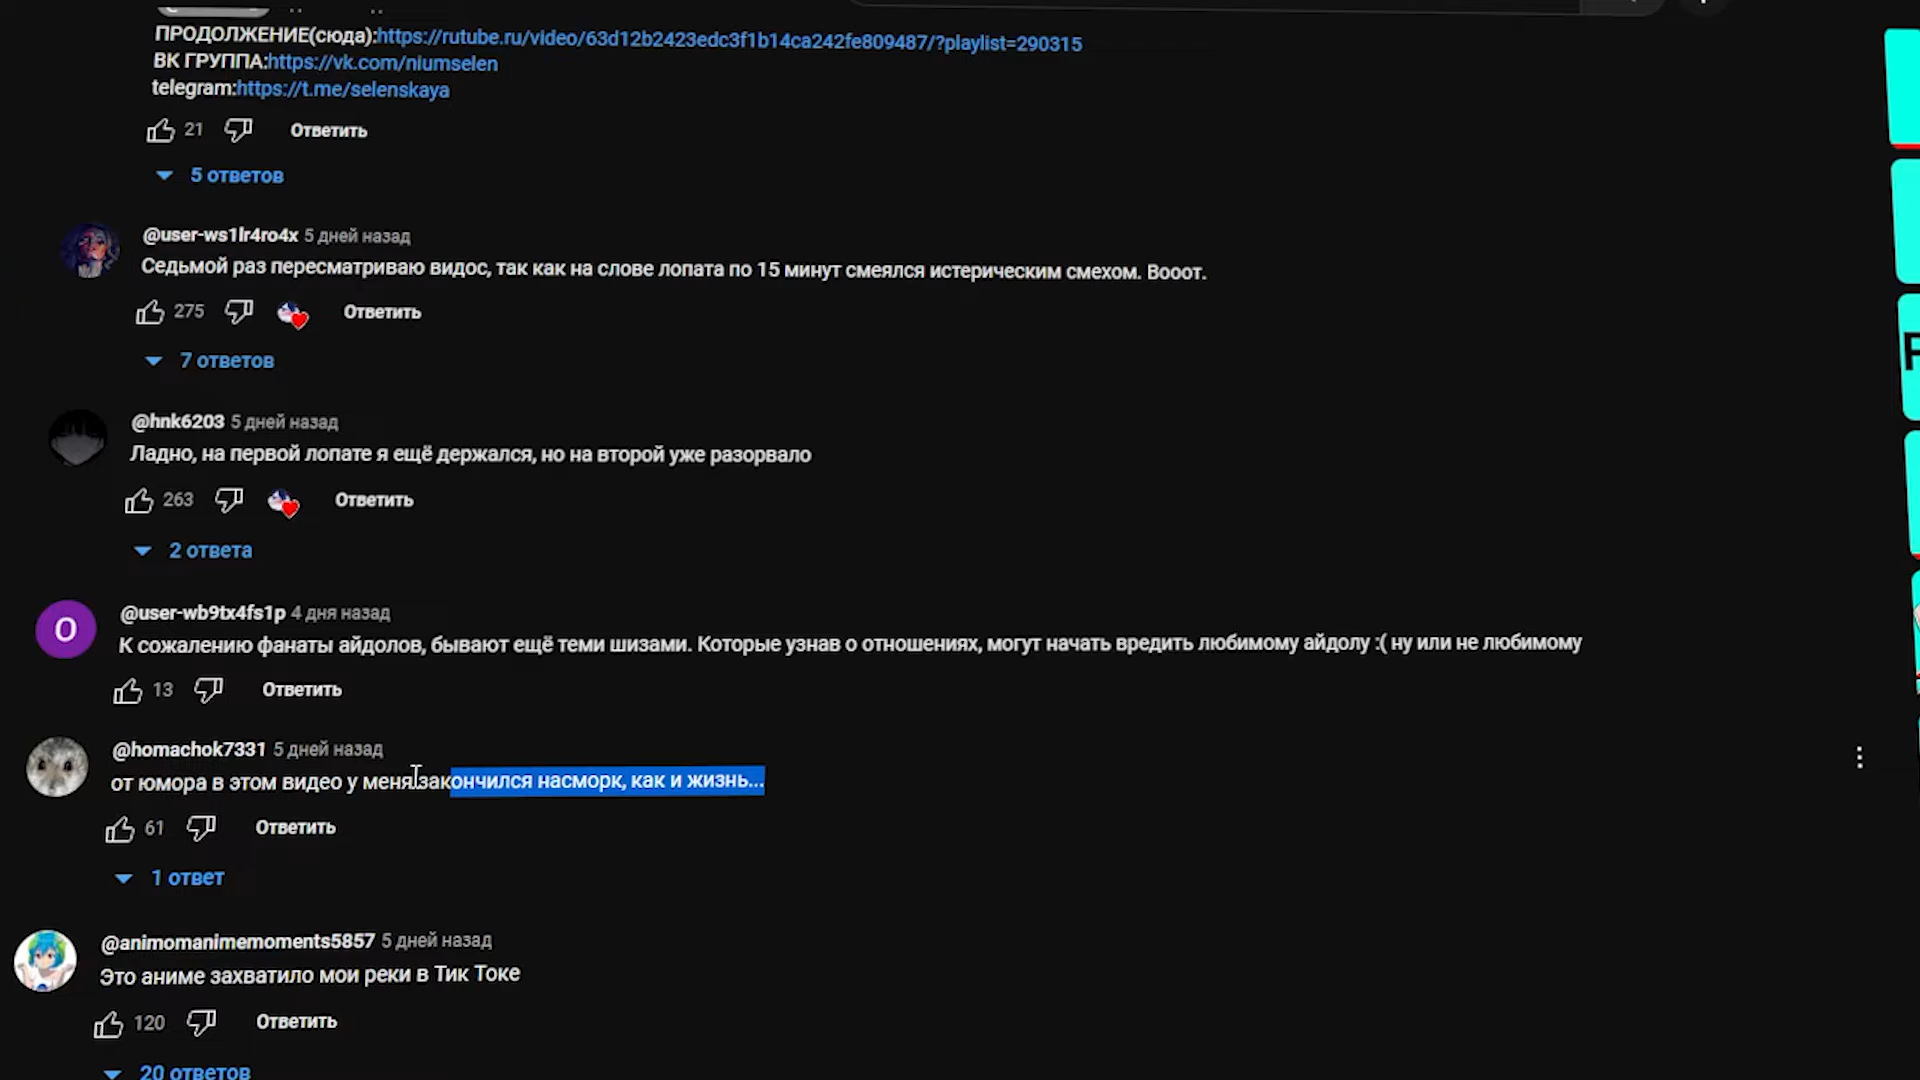 ПРОДОЛЖЕНИЕ(сюда):https://rutube.ru/video/63d12b2423edc3f1b14ca242fe809487/?playlist=290315
ВК ГРУППА:https://vk.com/niumselen
telegram:https://t.me/selenskaya
21 Ответить
5 ответов
@user-ws1lr4ro4x 5 дней назад
Седьмой раз пересматриваю видос, так как на слове лопата по 15 минут смеялся истерическим смехом. Вооот.
275 Ответить
7 ответов
@hnk6203 5 дней назад
Ладно, на первой лопате я ещё держался, но на второй уже разорвало
263 Ответить
2 ответа
О
@user-wb9tx4fs1p 4 дня назад
К сожалению фанаты айдолов, бывают ещё теми шизами. Которые узнав о отношениях, могут начать вредить любимому айдолу :( ну или не любимому
13 Ответить
@homachok7331 5 дней назад
от юмора в этом видео у меня закончился насморк, как и жизнь...
61 Ответить
1 ответ
@animomanimemoments5857 5 дней назад
Это аниме захватило мои реки в Тик Токе
120 Ответить
20 ответов